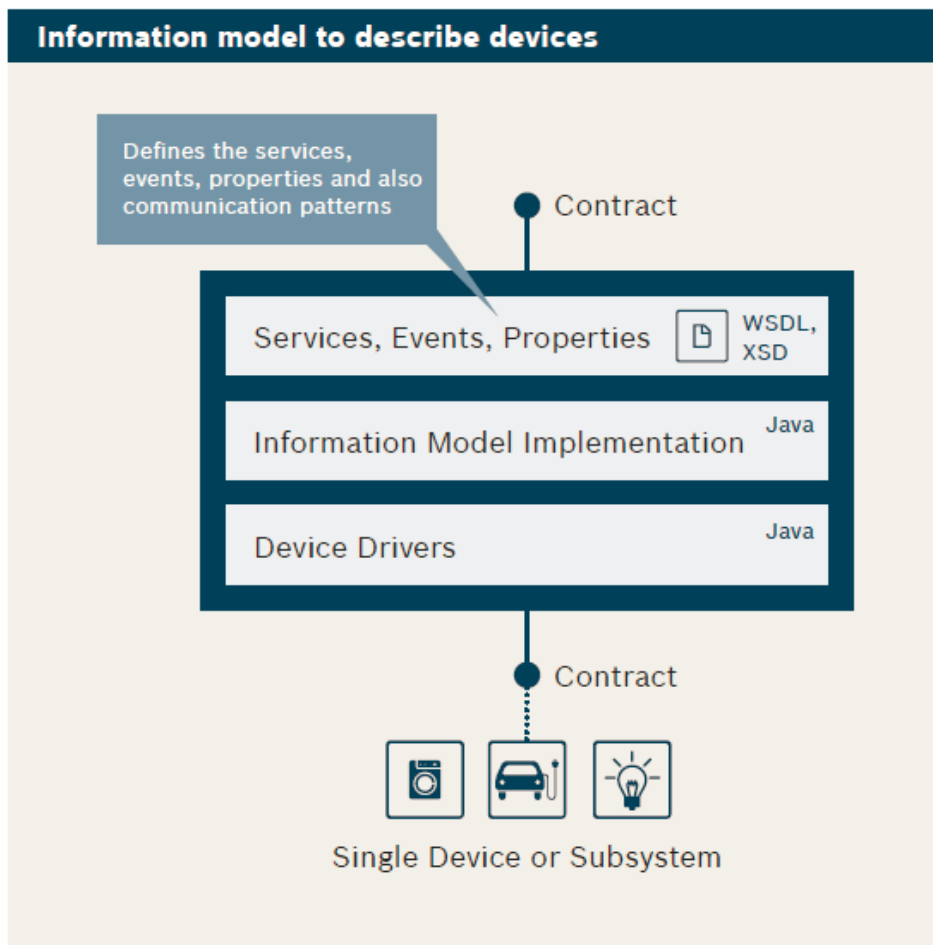 Information model to describe devices
Defines the services,
events, properties and also
communication patterns
Contract
Services, Events, Properties
WSDL,
XSD
Information Model Implementation
Java
Device Drivers
Java
Contract
Single Device or Subsystem